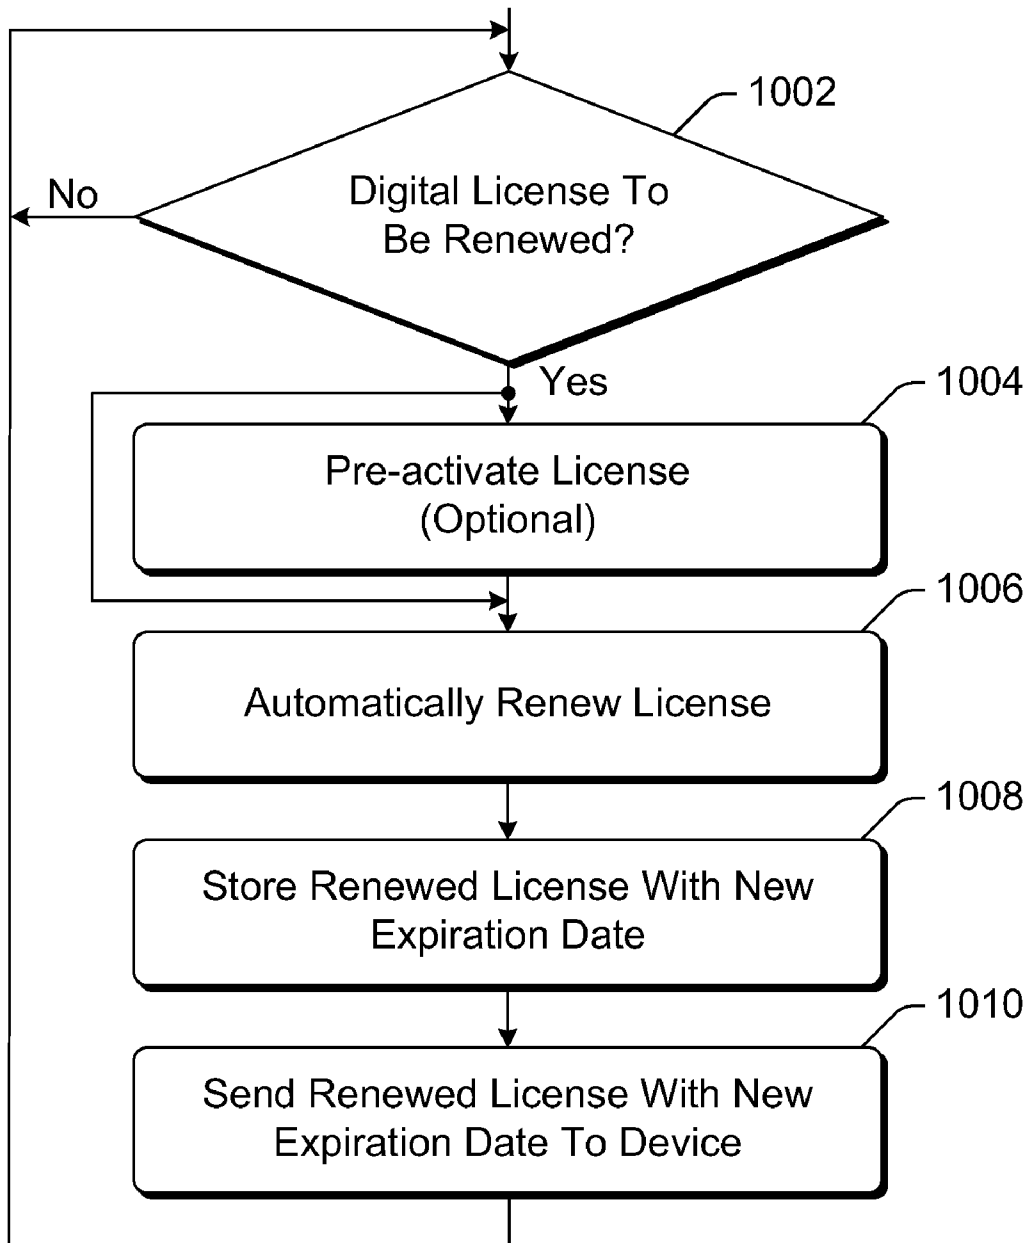 1002
Digital License To
Be Renewed?
No
Yes
1004
Pre-activate License
(Optional)
1006
Automatically Renew License
1008
Store Renewed License With New
Expiration Date
1010
Send Renewed License With New
Expiration Date To Device